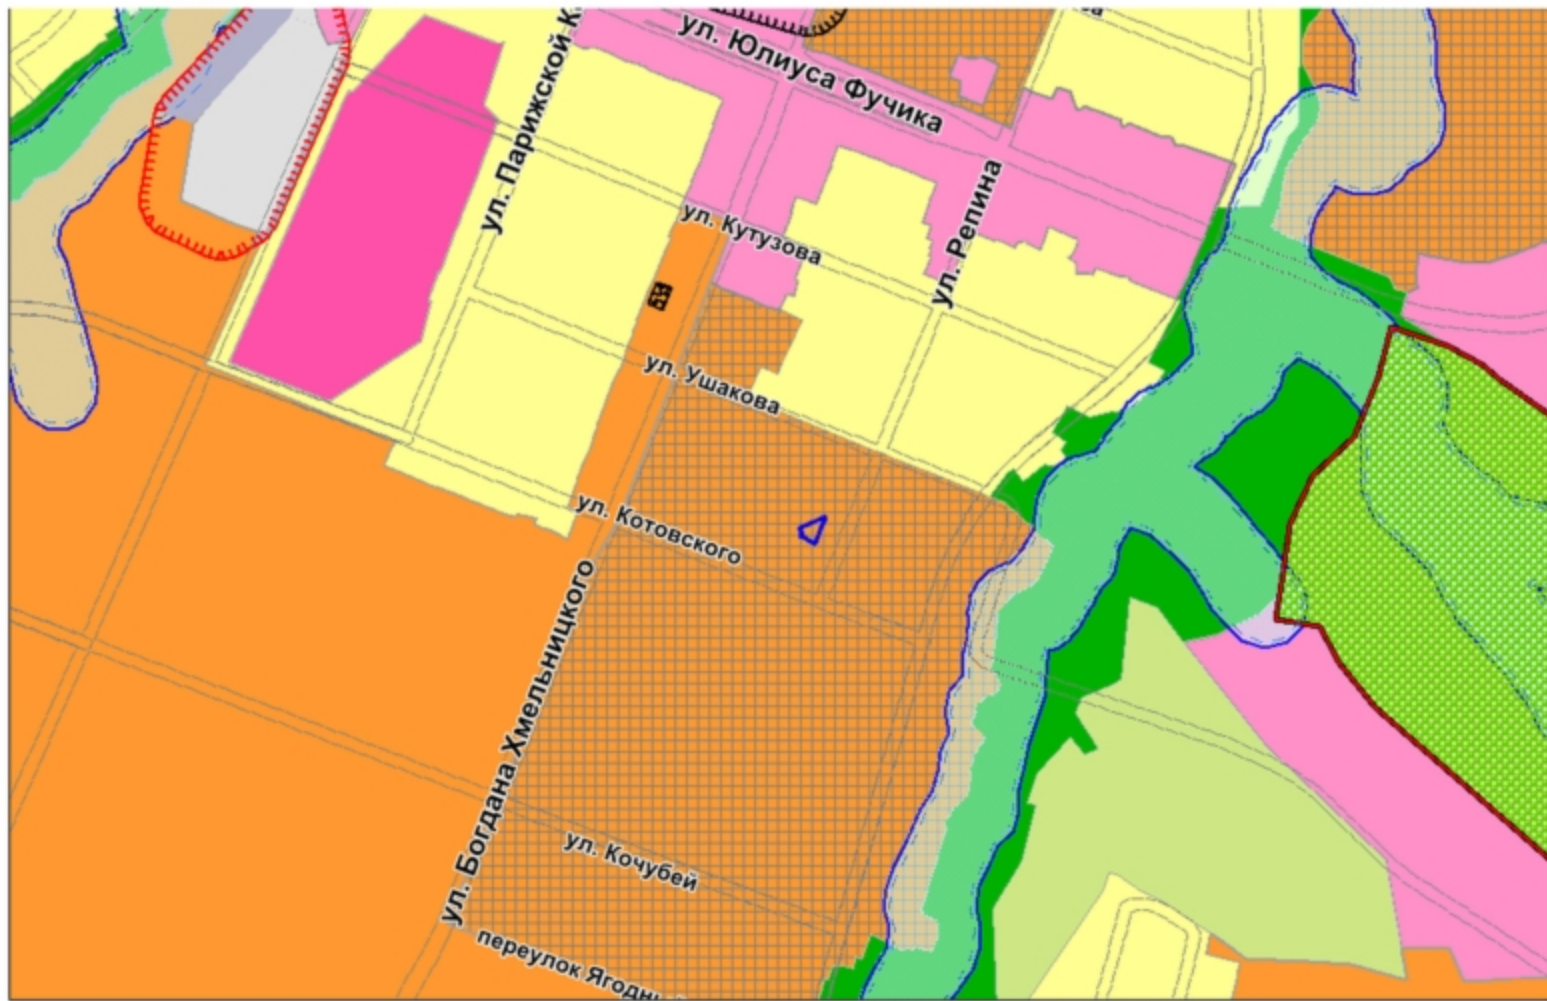 ул. Юлиуса Фучика
ул. Парижской К
ул. Кутузова
ул. Репина
ул. Ушакова
ул. Котовского
ул. Богдана Хмельницкого
ул. Кочубей
переулок Ягодны